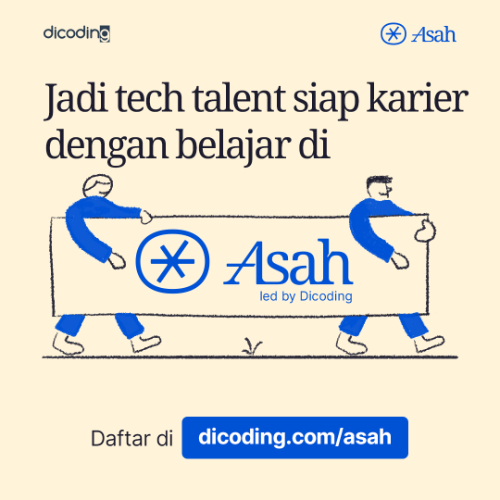 dicoding
Asah
Jadi tech talent siap karier
dengan belajar di
Asah
led by Dicoding
Daftar di dicoding.com/asah